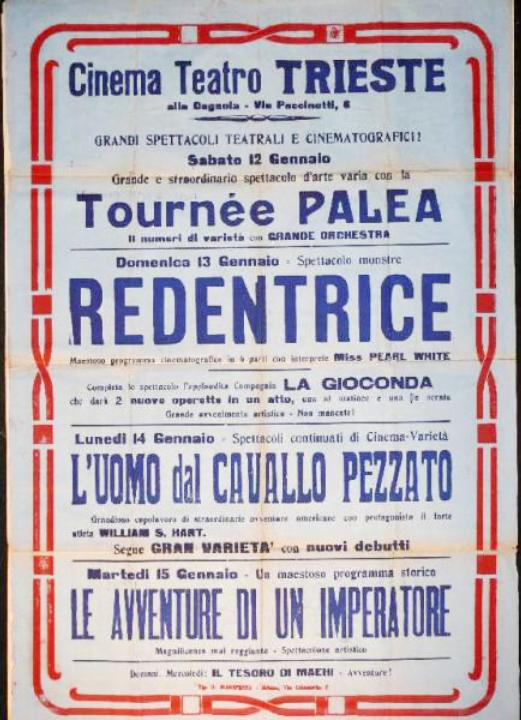 Cinema Teatro TRIESTE
alla Cagnola - Via Paccinotti, 6
GRANDI SPETTACOLI TEATRALI E CINEMATOGRAFICI!
Sabato 12 Gennaio
Grande e straordinario spettacolo d'arte varia con la
Tournée PALEA
11 numeri di varietà con GRANDE ORCHESTRA
Domenica 13 Gennaio - Spettacolo monstre
REDENTRICE
Maestoso programma cinematografico in 6 parti con interprete Miss PEARL WHITE
Completa lo spettacolo l'applaudita Compagnia LA GIOCONDA
che darà 2 nuove operette in un atto, una al matinée e una in serata
Grande avvenimento artistico - Non mancate!
Lunedì 14 Gennaio - Spettacoli continuati di Cinema-Varietà
L'UOMO dal CAVALLO PEZZATO
Grandioso capolavoro di straordinarie avventure americane con protagonista il forte
atleta WILLIAM S. HART.
Segue GRAN VARIETA' con nuovi debutti
Martedì 15 Gennaio - Un maestoso programma storico
LE AVVENTURE DI UN IMPERATORE
Magnificenza mai raggiunta - Spettacolone artistico
Domani, Mercoledì: IL TESORO DI MAEHI - Avventure!